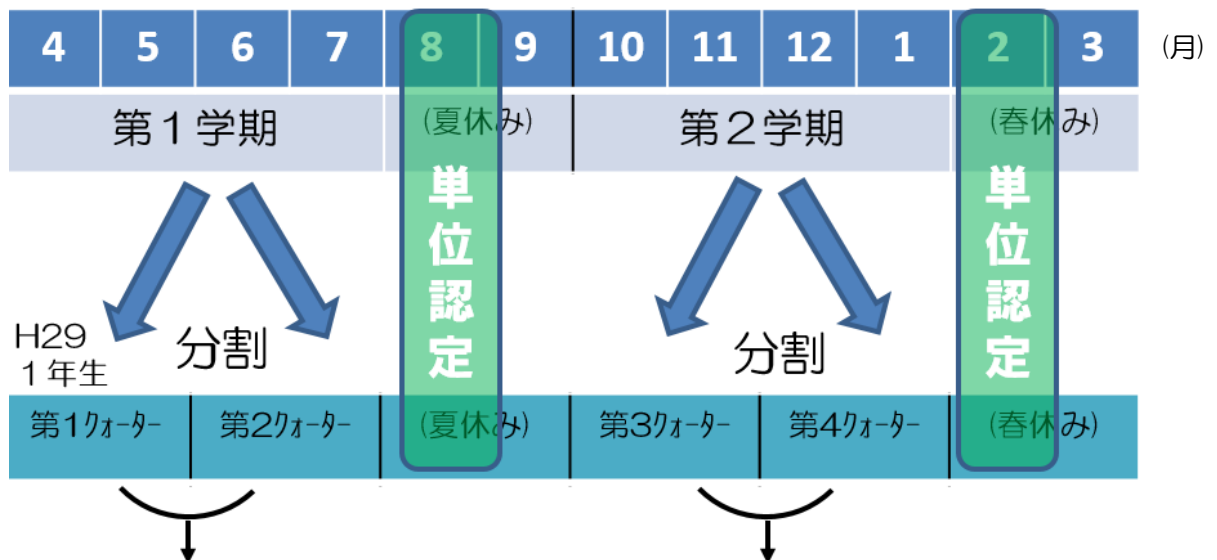 4 5 6 7 8 9 10 11 12 1 2 3 (月)
第1学期 (夏休み) 第2学期 (春休み)
単位認定 単位認定
H29
1年生
分割 分割
第1ｸｫｰﾀｰ 第2ｸｫｰﾀｰ (夏休み) 第3ｸｫｰﾀｰ 第4ｸｫｰﾀｰ (春休み)